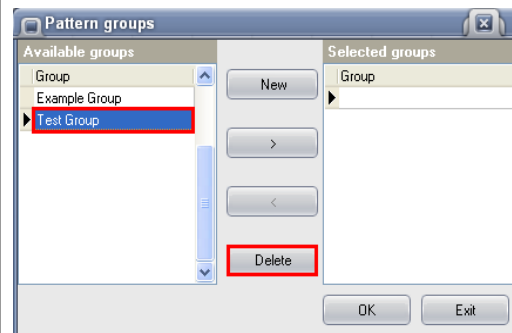 Pattern groups
Available groups
Group
Example Group
Test Group
New
>
<
Delete
Selected groups
Group
OK
Exit